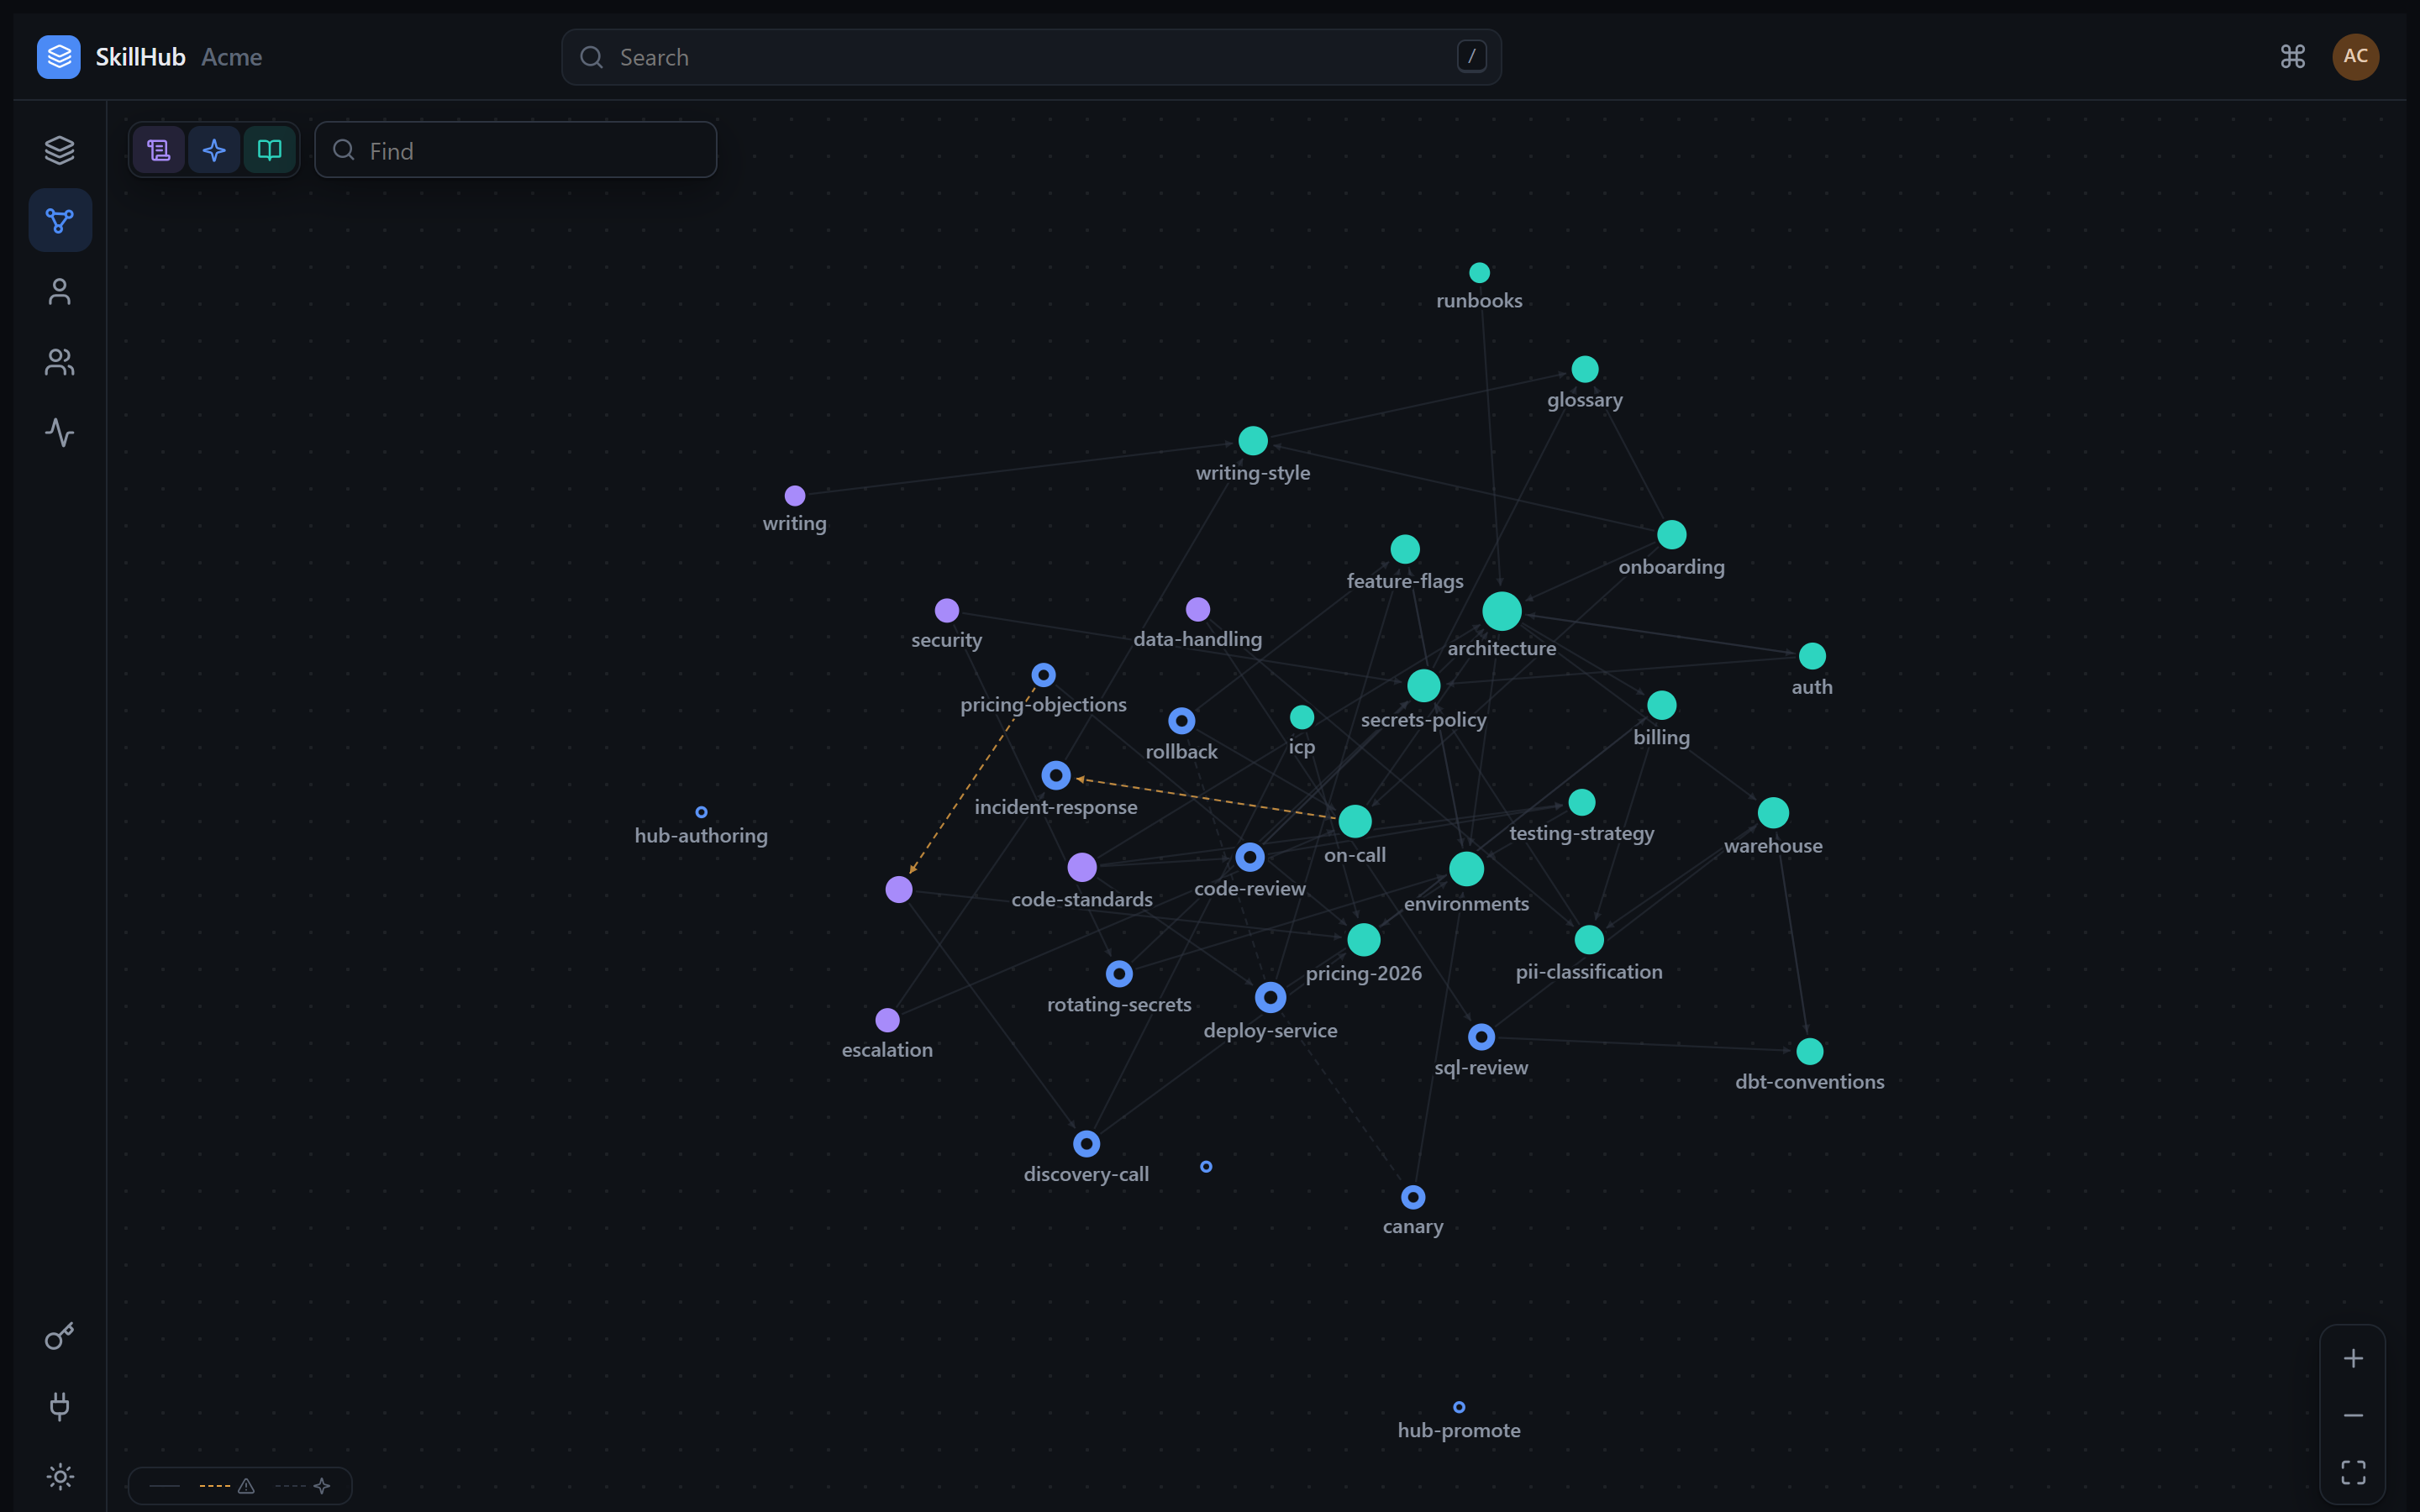 SkillHub Acme
Search
/
AC
Find
runbooks
glossary
writing-style
writing
onboarding
feature-flags
security
data-handling
architecture
auth
pricing-objections
secrets-policy
rollback
icp
billing
incident-response
hub-authoring
testing-strategy
on-call
warehouse
code-review
code-standards
environments
pricing-2026
pii-classification
rotating-secrets
deploy-service
escalation
sql-review
dbt-conventions
discovery-call
canary
hub-promote